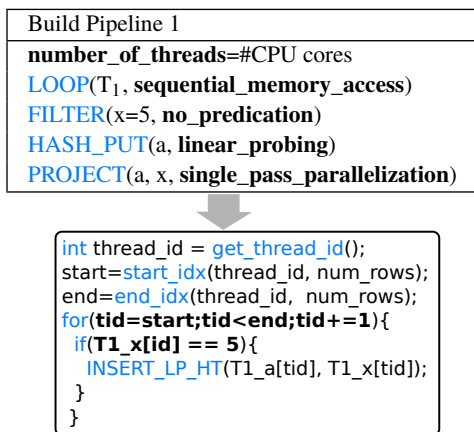 Build Pipeline 1
number_of_threads=#CPU cores
LOOP(T1, sequential_memory_access)
FILTER(x=5, no_predication)
HASH_PUT(a, linear_probing)
PROJECT(a, x, single_pass_parallelization)
int thread_id = get_thread_id();
start=start_idx(thread_id, num_rows);
end=end_idx(thread_id, num_rows);
for(tid=start;tid<end;tid+=1){
if(T1_x[id] == 5){
INSERT_LP_HT(T1_a[tid], T1_x[tid]);
}
}